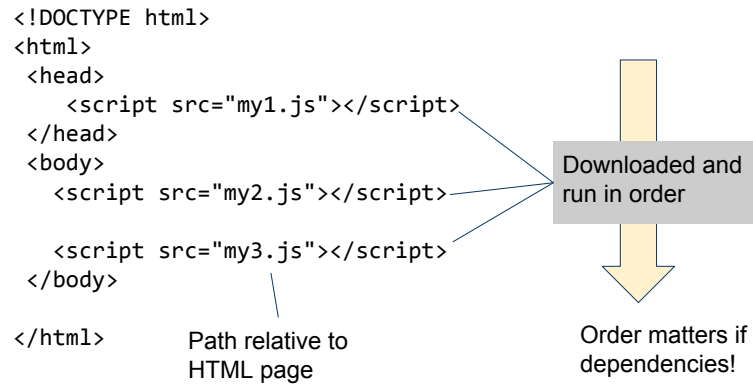 <!DOCTYPE html>
<html>
<head>
<script src="my1.js"></script>
</head>
<body>
<script src="my2.js"></script>
<script src="my3.js"></script>
</body>
</html>
Downloaded and
run in order
Path relative to
HTML page
Order matters if
dependencies!